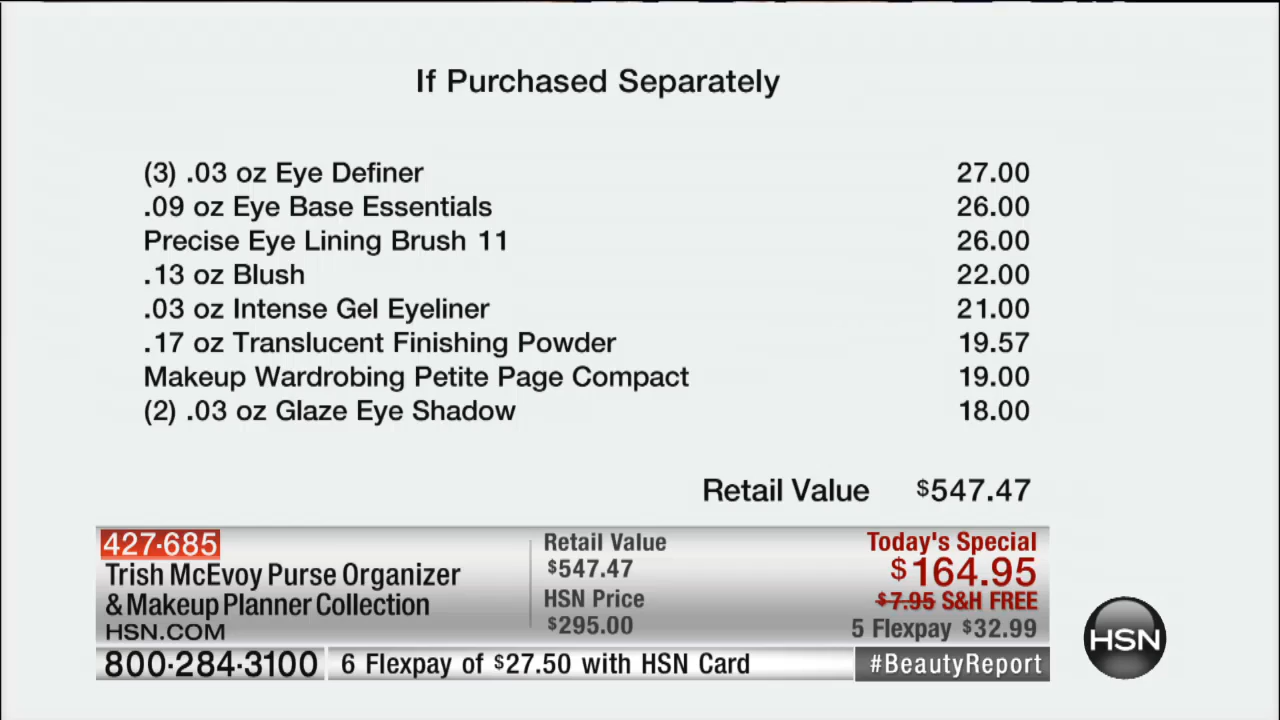 If Purchased Separately
(3) .03 oz Eye Definer 27.00
.09 oz Eye Base Essentials 26.00
Precise Eye Lining Brush 11 26.00
.13 oz Blush 22.00
.03 oz Intense Gel Eyeliner 21.00
.17 oz Translucent Finishing Powder 19.57
Makeup Wardrobing Petite Page Compact 19.00
(2) .03 oz Glaze Eye Shadow 18.00
Retail Value $547.47
427-685
Trish McEvoy Purse Organizer
& Makeup Planner Collection
HSN.COM
Retail Value
$547.47
HSN Price
$295.00
Today's Special
$164.95
$7.95 S&H FREE
5 Flexpay $32.99
800·284·3100
6 Flexpay of $27.50 with HSN Card
#BeautyReport
HSN